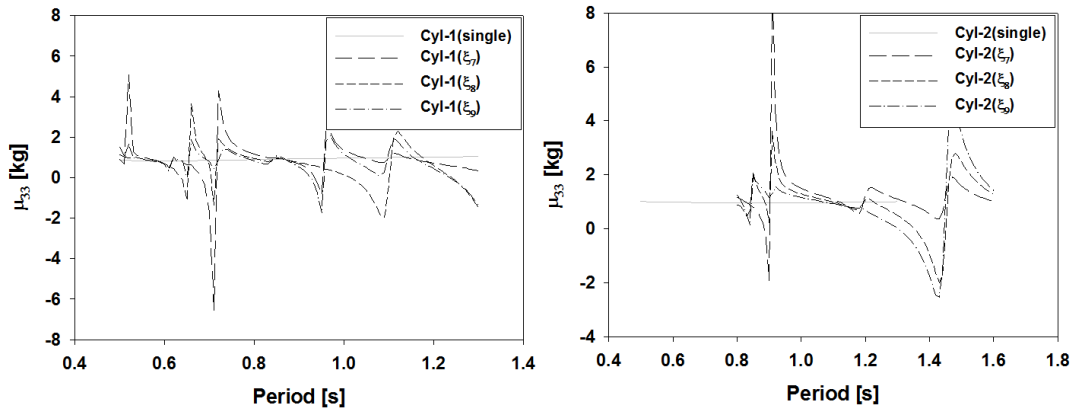 8
6
4
2
0
-2
-4
-6
-8
μ33 [kg]
0.4 0.6 0.8 1.0 1.2 1.4
Period [s]
Cyl-1(single)
Cyl-1(ξ7)
Cyl-1(ξ8)
Cyl-1(ξ9)
8
6
4
2
0
-2
-4
μ33 [kg]
0.4 0.6 0.8 1.0 1.2 1.4 1.6 1.8
Period [s]
Cyl-2(single)
Cyl-2(ξ7)
Cyl-2(ξ8)
Cyl-2(ξ9)